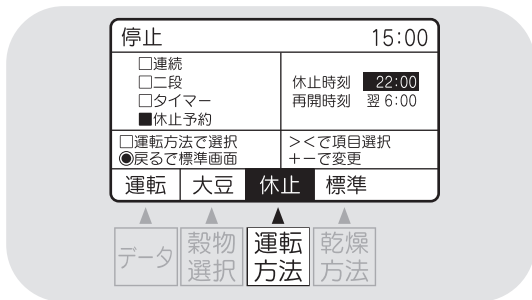 停止 15:00
□連続
□二段
□タイマー
■休止予約
休止時刻 22:00
再開時刻 翌 6:00
□運転方法で選択
●戻るで標準画面
><で項目選択
+-で変更
運転 大豆 休止 標準
データ 穀物選択 運転方法 乾燥方法